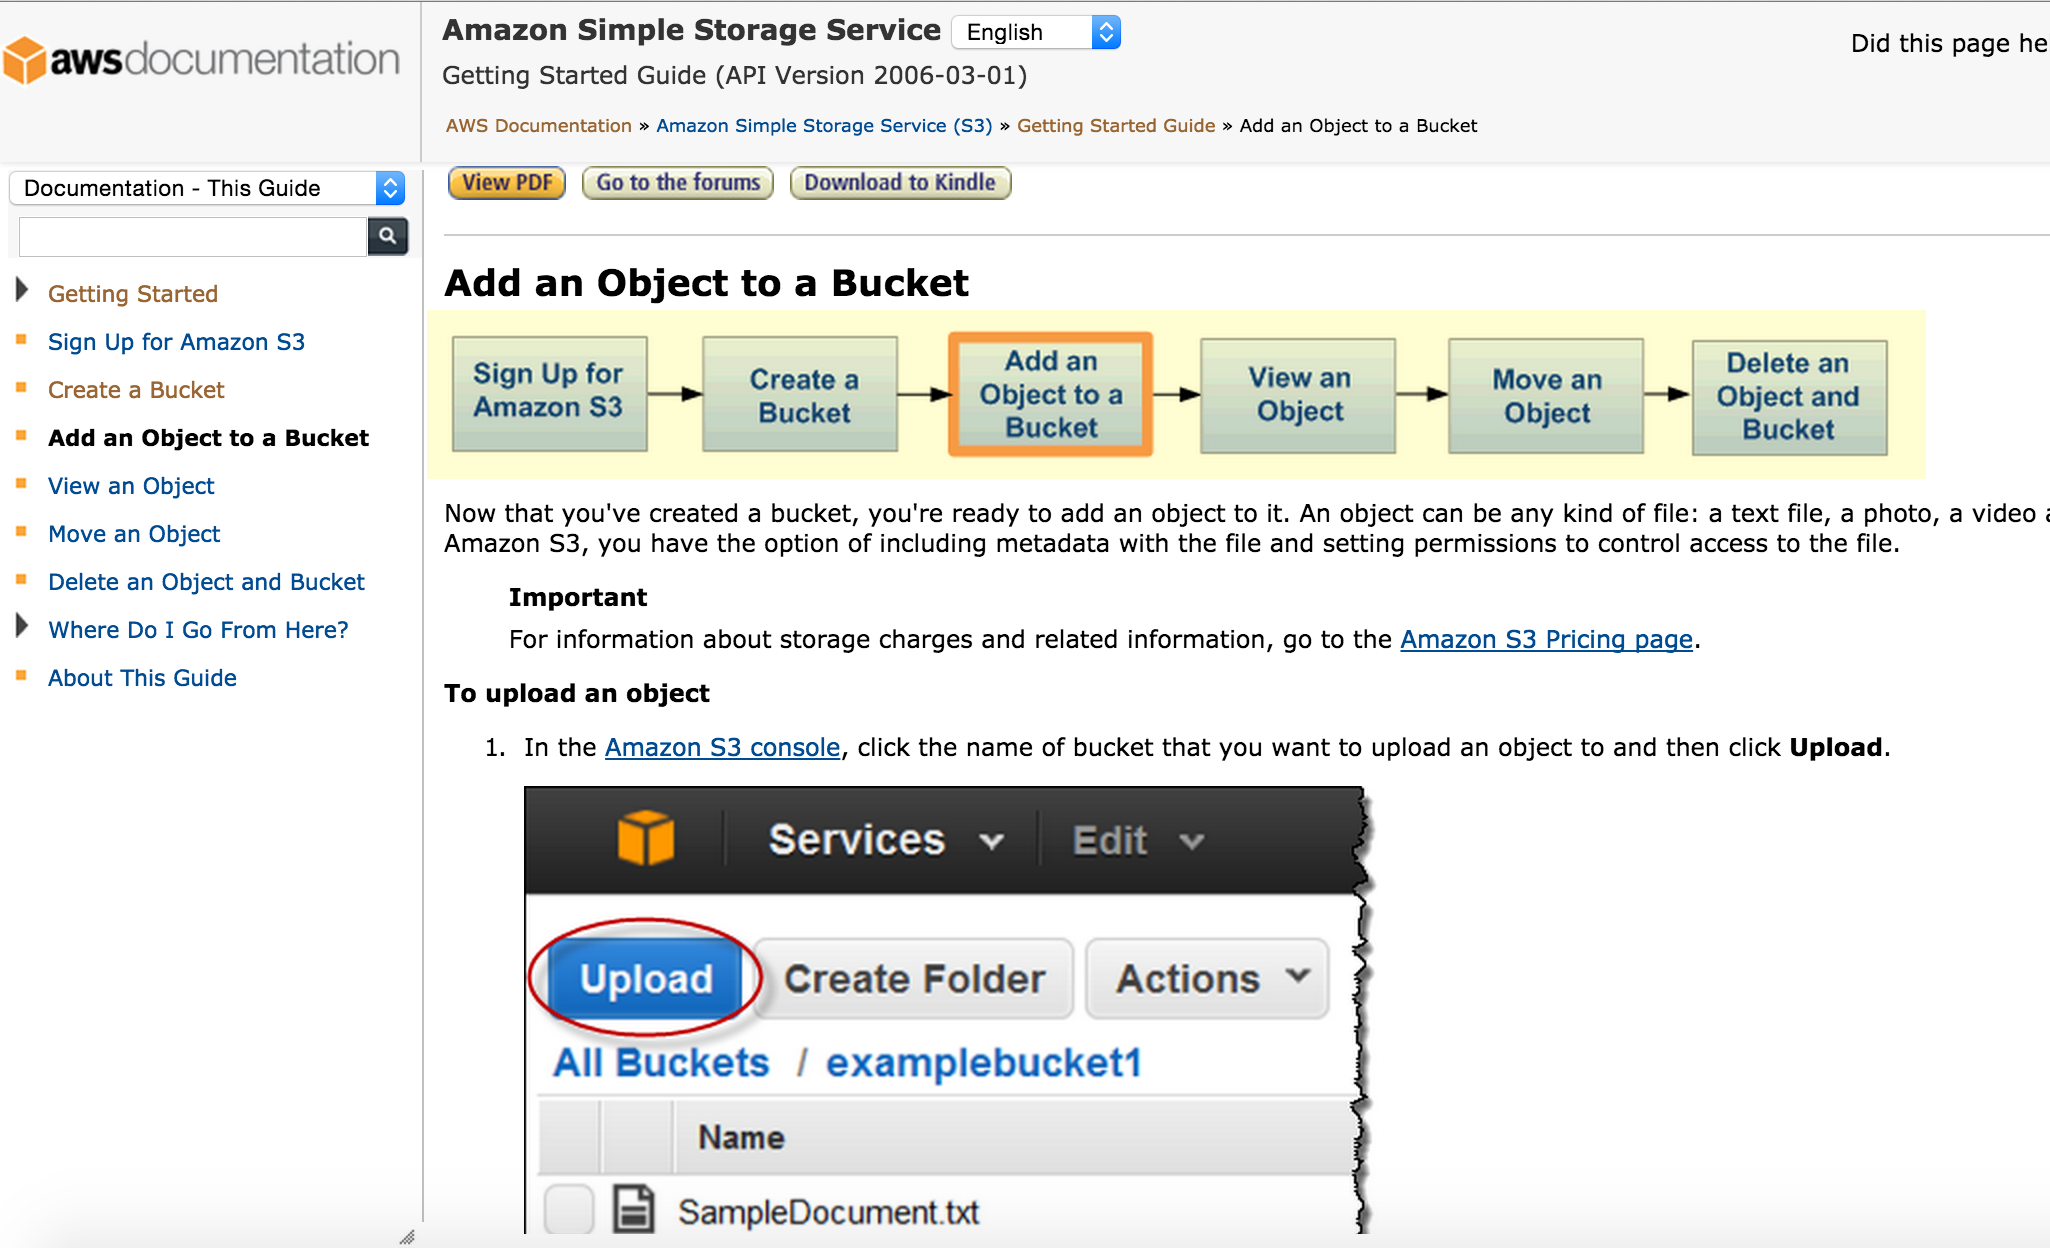 awsdocumentation
Amazon Simple Storage Service English
Getting Started Guide (API Version 2006-03-01)
AWS Documentation » Amazon Simple Storage Service (S3) » Getting Started Guide » Add an Object to a Bucket
Did this page he
Documentation - This Guide
Getting Started
Sign Up for Amazon S3
Create a Bucket
Add an Object to a Bucket
View an Object
Move an Object
Delete an Object and Bucket
Where Do I Go From Here?
About This Guide
View PDF Go to the forums Download to Kindle
Add an Object to a Bucket
Sign Up for
Amazon S3
Create a
Bucket
Add an
Object to a
Bucket
View an
Object
Move an
Object
Delete an
Object and
Bucket
Now that you've created a bucket, you're ready to add an object to it. An object can be any kind of file: a text file, a photo, a video
Amazon S3, you have the option of including metadata with the file and setting permissions to control access to the file.
Important
For information about storage charges and related information, go to the Amazon S3 Pricing page.
To upload an object
1. In the Amazon S3 console, click the name of bucket that you want to upload an object to and then click Upload.
Services Edit
Upload Create Folder Actions
All Buckets / examplebucket1
Name
SampleDocument.txt